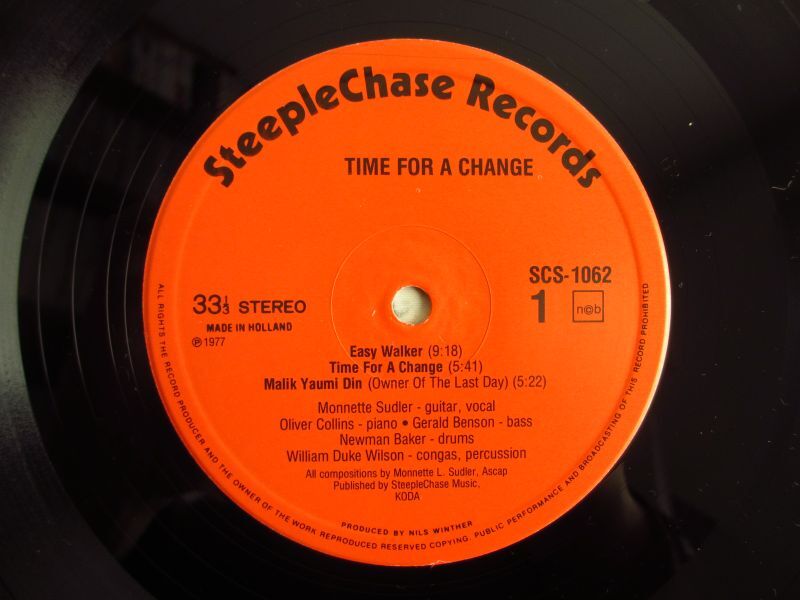 SteepleChase Records
TIME FOR A CHANGE
SCS-1062
33⅓ STEREO
1
n©b
MADE IN HOLLAND
℗ 1977
Easy Walker (9:18)
Time For A Change (5:41)
Malik Yaumi Din (Owner Of The Last Day) (5:22)
Monnette Sudler - guitar, vocal
Oliver Collins - piano • Gerald Benson - bass
Newman Baker - drums
William Duke Wilson - congas, percussion
All compositions by Monnette L. Sudler, Ascap
Published by SteepleChase Music,
KODA
PRODUCED BY NILS WINTHER
ALL RIGHTS THE RECORD PRODUCER AND THE OWNER OF THE WORK REPRODUCED RESERVED COPYING, PUBLIC PERFORMANCE AND BROADCASTING OF THIS RECORD PROHIBITED